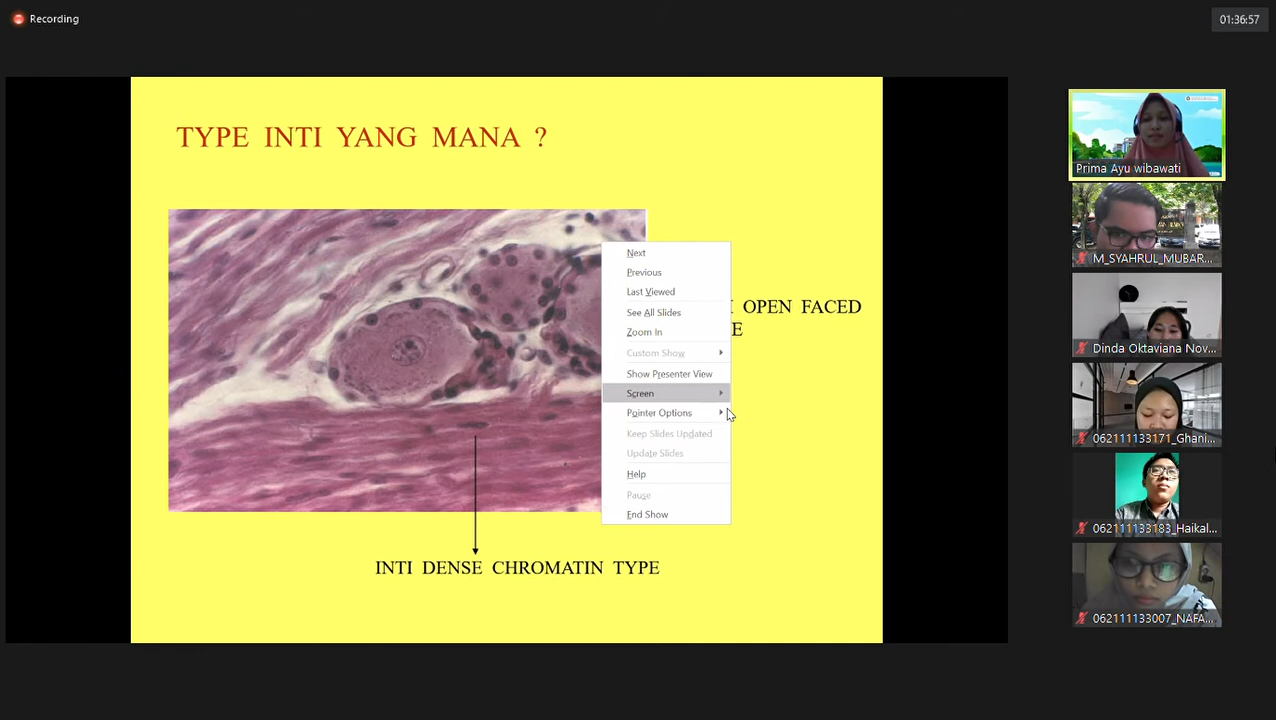 Recording
01:36:57
TYPE INTI YANG MANA ?
OPEN FACED
INTI DENSE CHROMATIN TYPE
Next
Previous
Last Viewed
See All Slides
Zoom In
Custom Show
Show Presenter View
Screen
Pointer Options
Keep Slides Updated
Update Slides
Help
Pause
End Show
Prima Ayu wibawati
M_SYAHRUL_MUBAR...
Dinda Oktaviana Nov...
062111133171_Ghani...
062111133183_Haikal...
062111133007_NAFA...